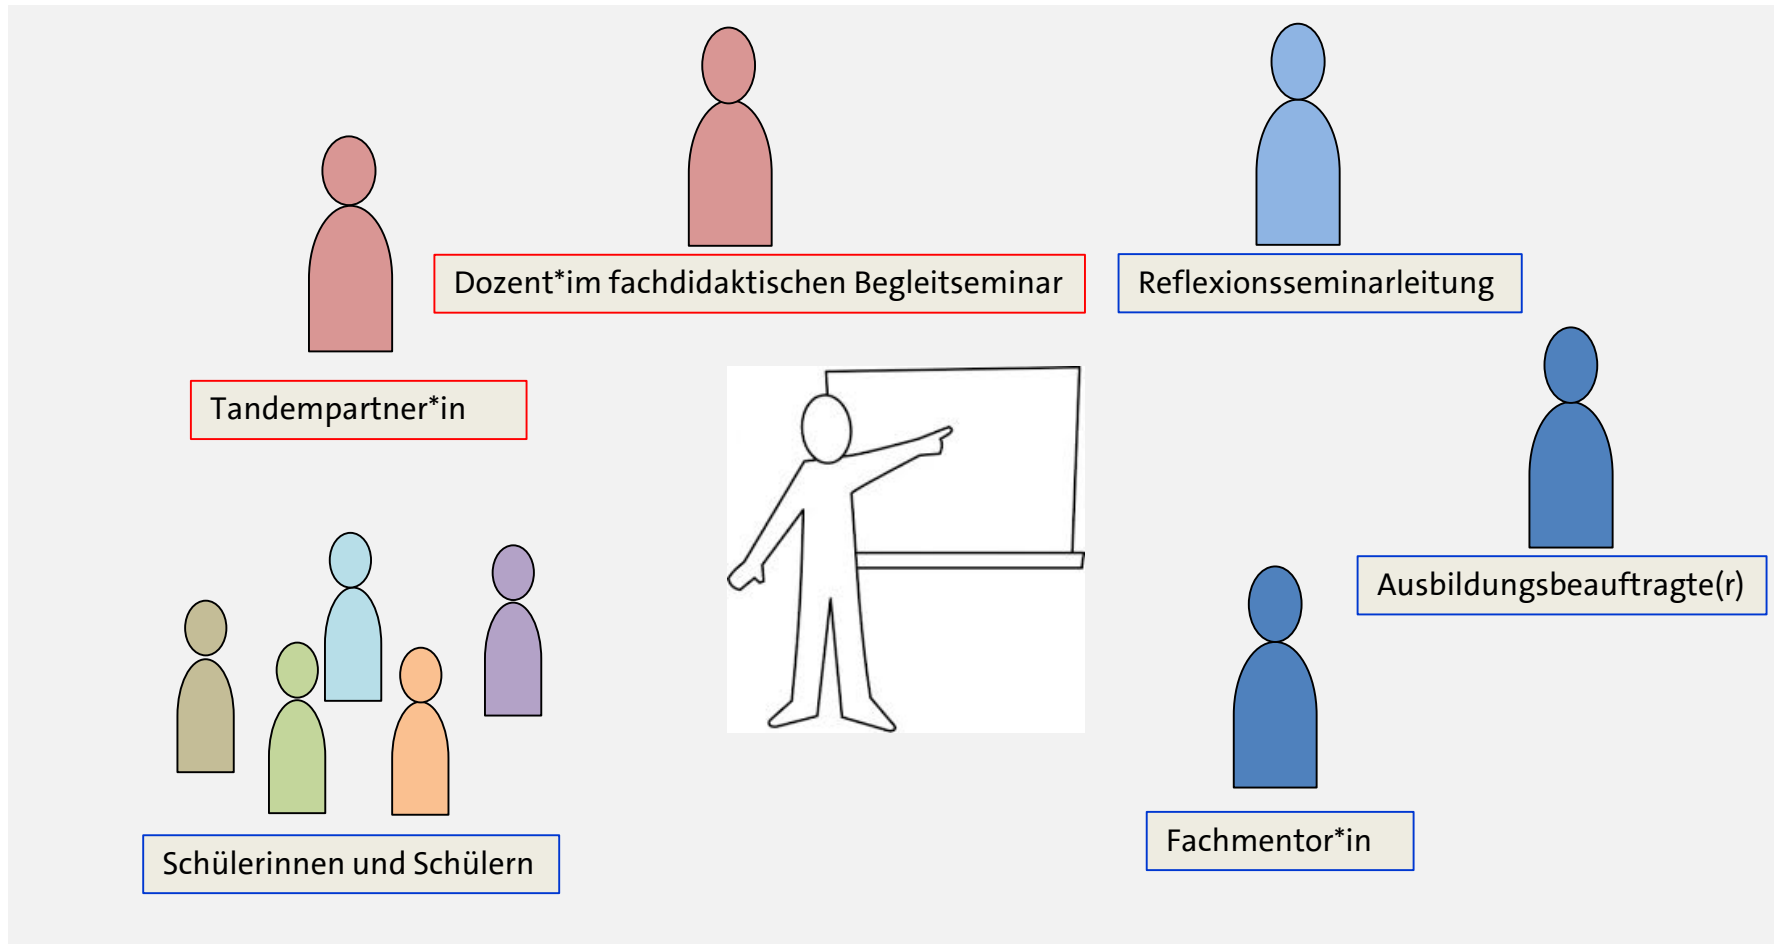 Dozent*im fachdidaktischen Begleitseminar
Reflexionsseminarleitung
Tandempartner*in
Ausbildungsbeauftragte(r)
Fachmentor*in
Schülerinnen und Schülern